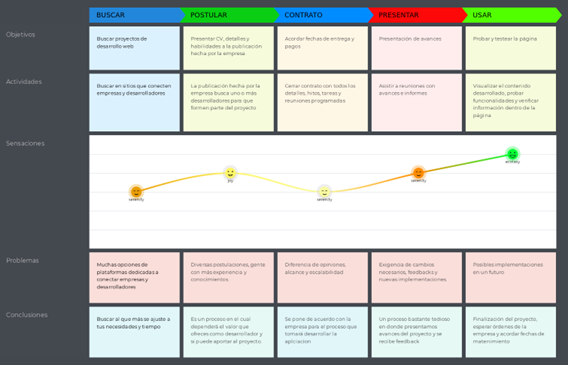 BUSCAR
POSTULAR
CONTRATO
PRESENTAR
USAR
Objetivos
Buscar proyectos de
desarrollo web
Presentar CV, detalles y
habilidades a la publicación
hecha por la empresa
Acordar fechas de entrega y
pagos
Presentación de avances
Probar y testear la página
Actividades
Buscar en sitios que conecten
empresas y desarrolladores
La publicación hecha por la
empresa busca uno o más
desarrolladores para que
formen parte del proyecto
Cerrar contrato con todos los
detalles, hitos, tareas y
reuniones programadas
Asistir a reuniones con
avances e informes
Visualizar el contenido
desarrollado, probar
funcionalidades y verificar
información dentro de la
página
Sensaciones
serenity
joy
serenity
serenity
ecstasy
Problemas
Muchas opciones de
plataformas dedicadas a
conectar empresas y
desarrolladores
Diversas postulaciones, gente
con más experiencia y
conocimientos
Diferencia de opiniones,
alcance y escalabilidad
Exigencia de cambios
necesarios, feedbacks y
nuevas implementaciones
Posibles implementaciones
en un futuro
Conclusiones
Buscar al que más se ajuste a
tus necesidades y tiempo
Es un proceso en el cual
dependerá el valor que
ofreces como desarrollador y
si puede aportar al proyecto.
Se pone de acuerdo con la
empresa para el proceso que
tomará desarrollar la
aplicacion
Un proceso bastante tedioso
en donde presentamos
avances del proyecto y se
recibe feedback
Finalización del proyecto,
esperar órdenes de la
empresa y acordar fechas de
mantenimiento